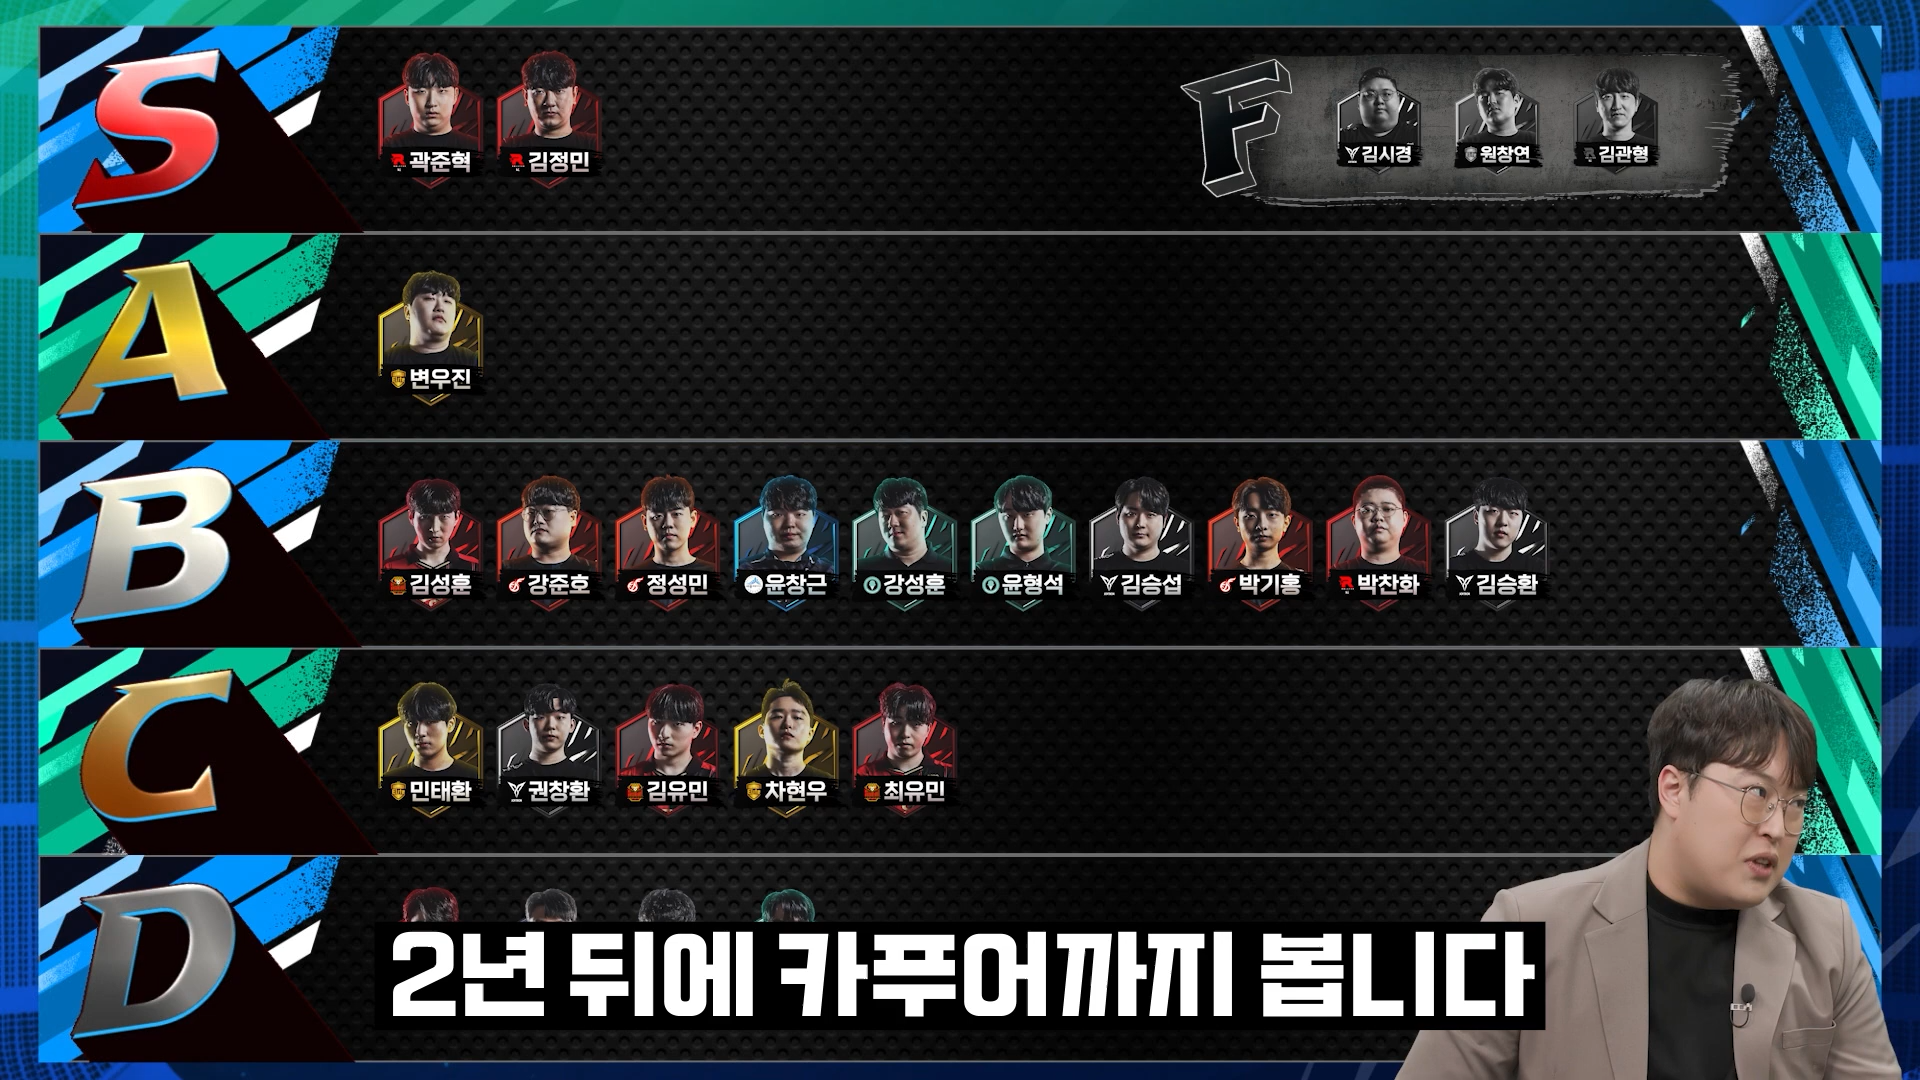 S
곽준혁 김정민
F
김시경 원창연 김관형
A
변우진
B
김성훈 강준호 정성민 윤창근 강성훈 윤형석 김승섭 박기홍 박찬화 김승환
C
민태환 권창환 김유민 차현우 최유민
D
2년 뒤에 카푸어까지 봅니다